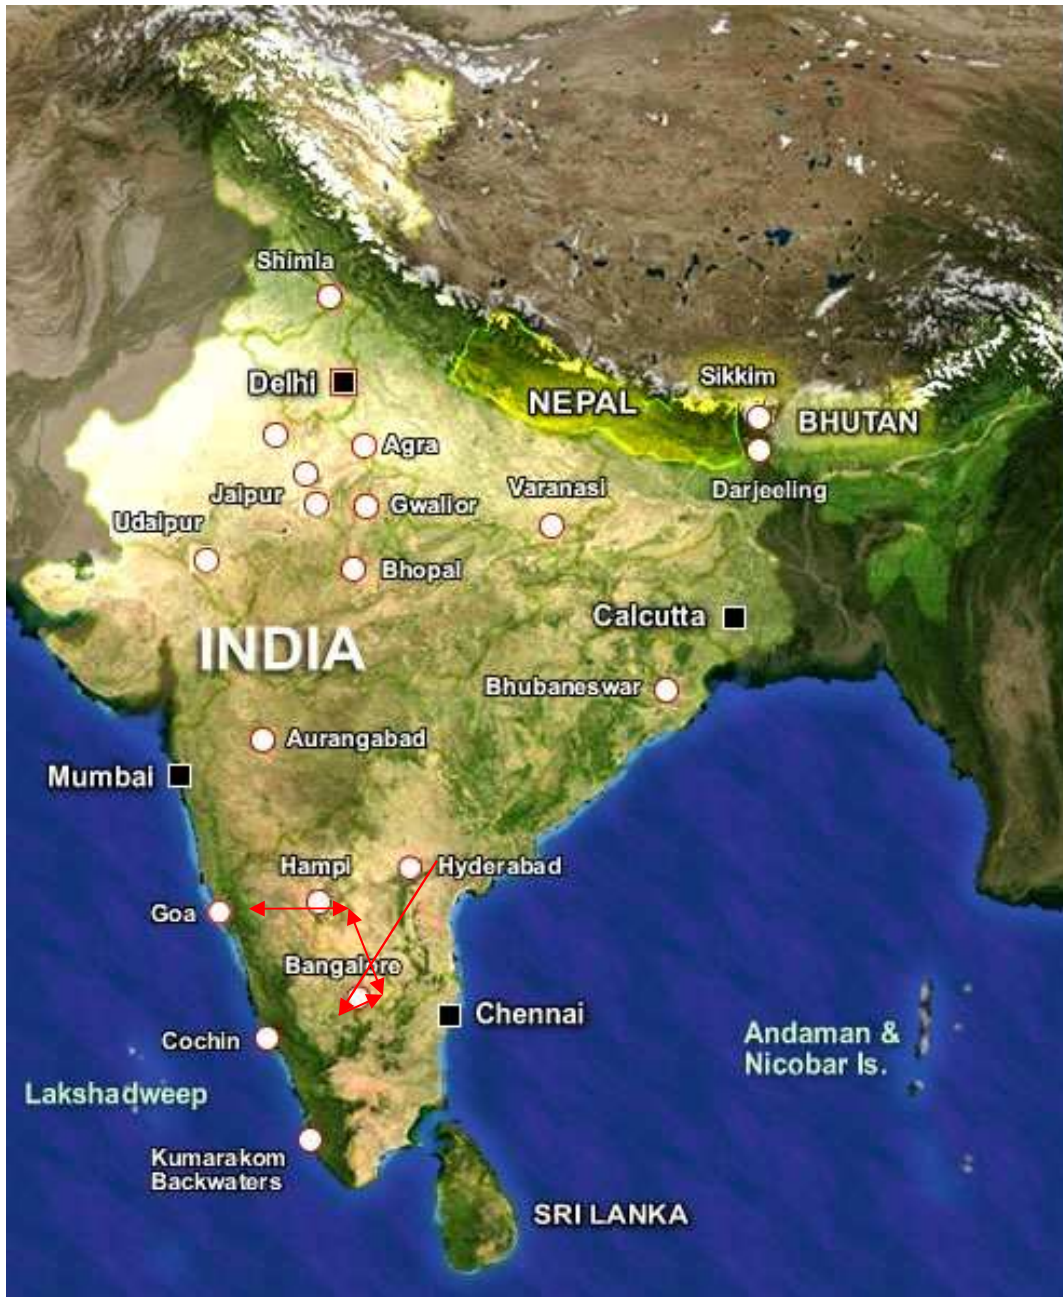 Shimla
Delhi
Sikkim
NEPAL
BHUTAN
Agra
Jaipur
Gwalior
Varanasi
Darjeeling
Udaipur
Bhopal
Calcutta
INDIA
Bhubaneswar
Aurangabad
Mumbai
Hampi
Hyderabad
Goa
Bangalore
Chennai
Cochin
Andaman &
Nicobar Is.
Lakshadweep
Kumarakom
Backwaters
SRI LANKA